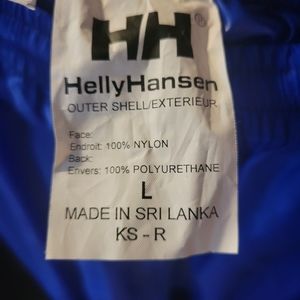 HH®
HellyHansen
OUTER SHELL/EXTERIEUR
Face:
Endroit: 100% NYLON
Back:
Envers: 100% POLYURETHANE
L
MADE IN SRI LANKA
KS - R